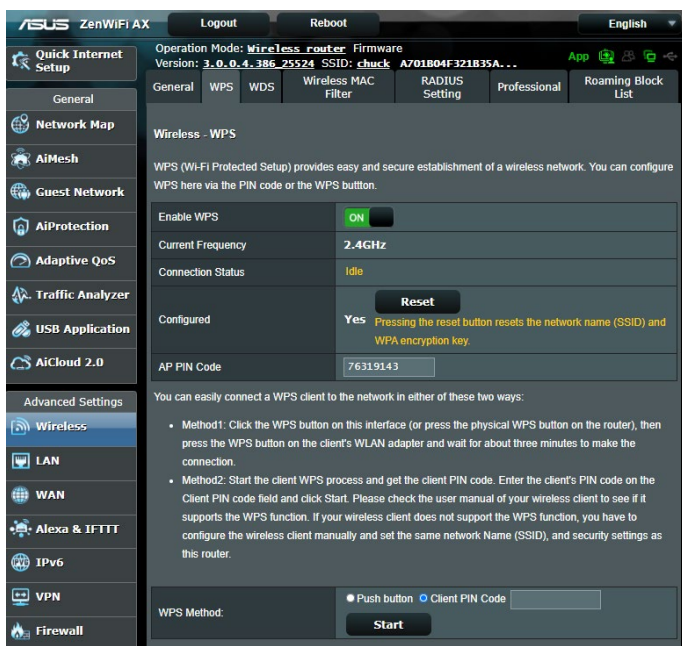 ASUS ZenWiFi AX Logout Reboot English
Quick Internet Setup
Operation Mode: Wireless router Firmware
Version: 3.0.0.4.386_25524 SSID: chuck A701B04F321B35A... App
General WPS WDS Wireless MAC Filter RADIUS Setting Professional Roaming Block List
General
Network Map
AiMesh
Guest Network
AiProtection
Adaptive QoS
Traffic Analyzer
USB Application
AiCloud 2.0
Advanced Settings
Wireless
LAN
WAN
Alexa & IFTTT
IPv6
VPN
Firewall
Wireless - WPS
WPS (Wi-Fi Protected Setup) provides easy and secure establishment of a wireless network. You can configure
WPS here via the PIN code or the WPS buttton.
Enable WPS ON
Current Frequency 2.4GHz
Connection Status Idle
Configured Yes Reset
Pressing the reset button resets the network name (SSID) and
WPA encryption key.
AP PIN Code 76319143
You can easily connect a WPS client to the network in either of these two ways:
• Method1: Click the WPS button on this interface (or press the physical WPS button on the router), then
press the WPS button on the client's WLAN adapter and wait for about three minutes to make the
connection.
• Method2: Start the client WPS process and get the client PIN code. Enter the client's PIN code on the
Client PIN code field and click Start. Please check the user manual of your wireless client to see if it
supports the WPS function. If your wireless client does not support the WPS function, you have to
configure the wireless client manually and set the same network Name (SSID), and security settings as
this router.
WPS Method: Push button Client PIN Code
Start